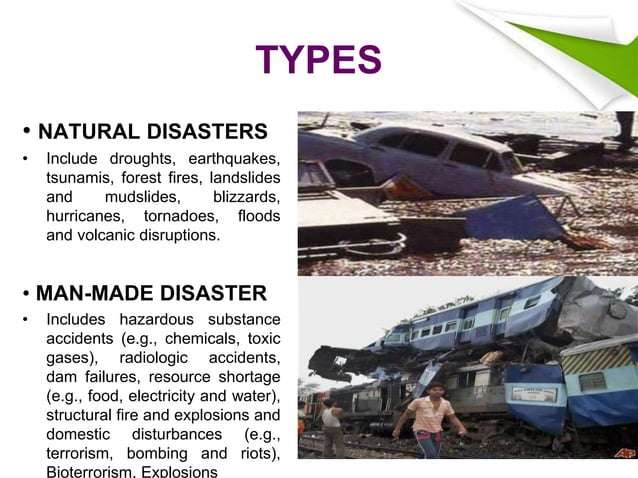 TYPES
• NATURAL DISASTERS
• Include droughts, earthquakes,
tsunamis, forest fires, landslides
and mudslides, blizzards,
hurricanes, tornadoes, floods
and volcanic disruptions.
• MAN-MADE DISASTER
• Includes hazardous substance
accidents (e.g., chemicals, toxic
gases), radiologic accidents,
dam failures, resource shortage
(e.g., food, electricity and water),
structural fire and explosions and
domestic disturbances (e.g.,
terrorism, bombing and riots),
Bioterrorism, Explosions
AP